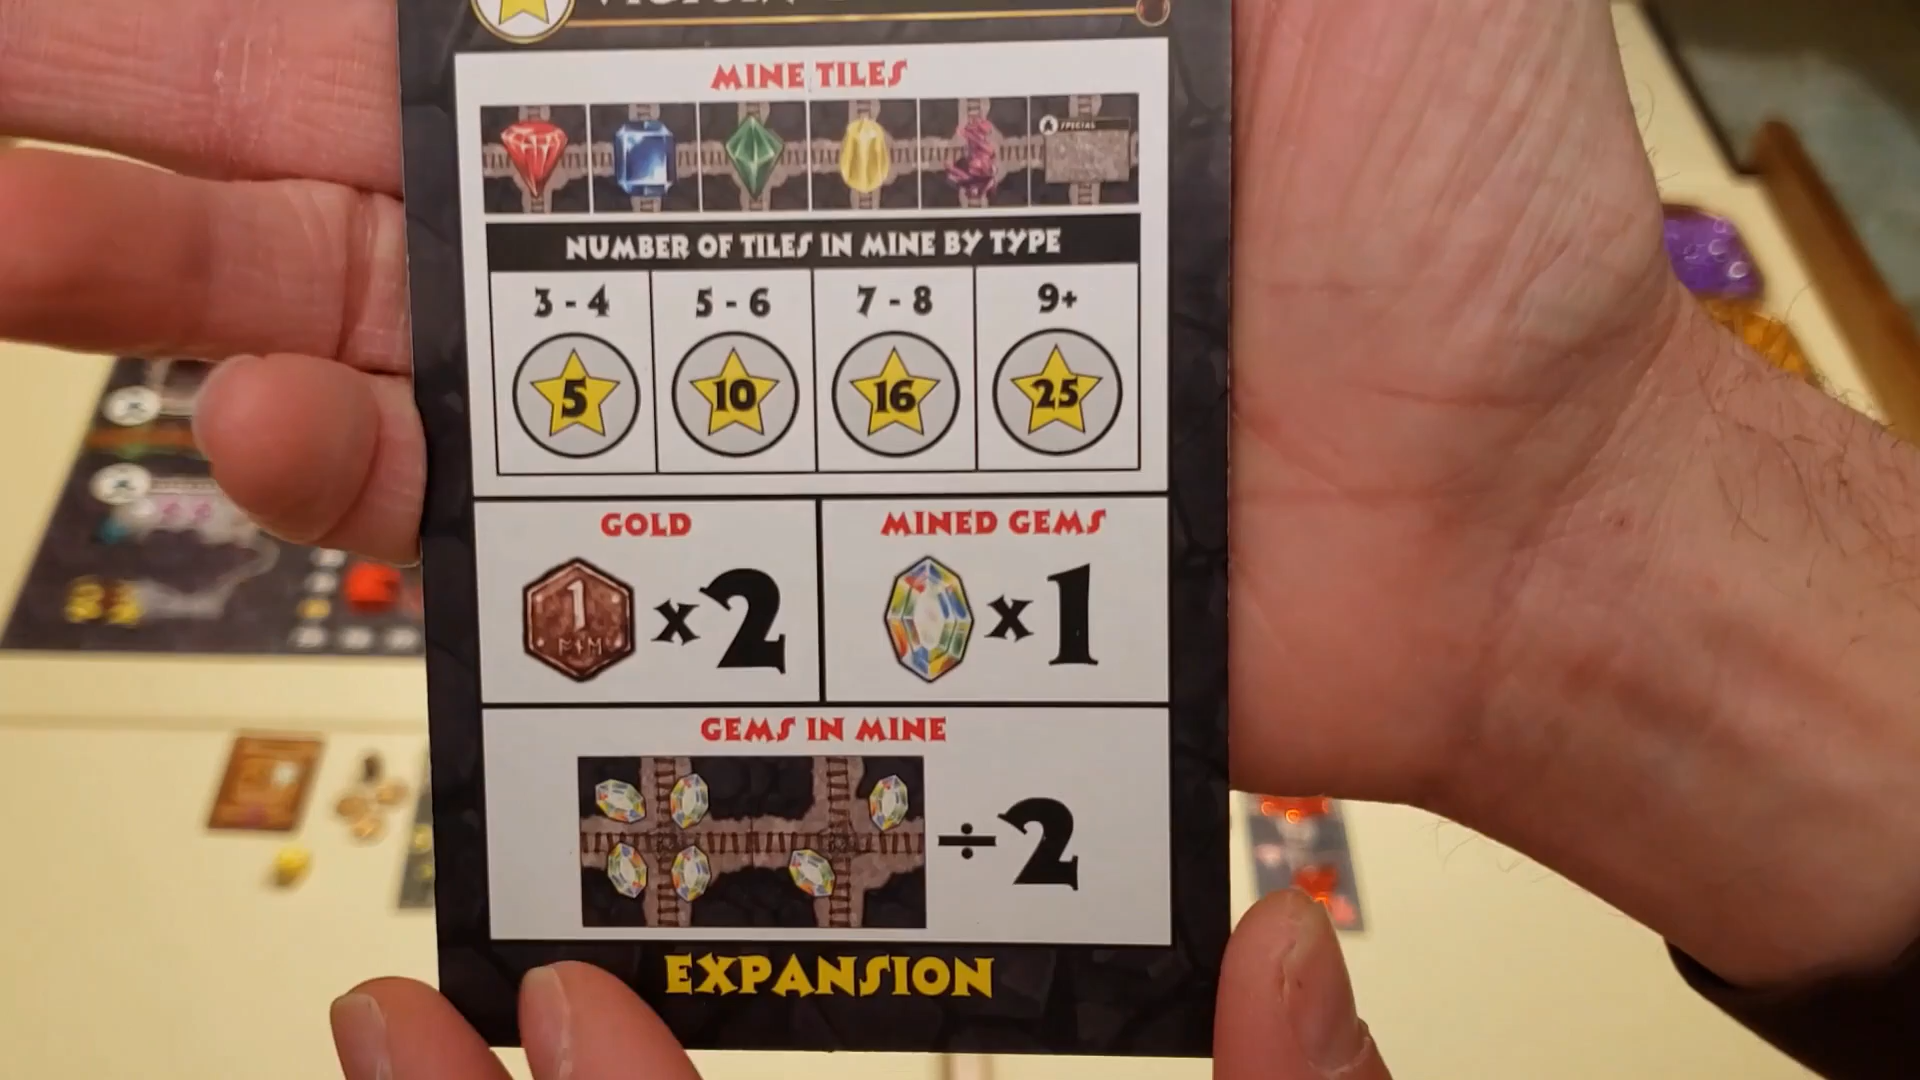 MINE TILES
SPECIAL
NUMBER OF TILES IN MINE BY TYPE
3 - 4 5 - 6 7 - 8 9+
5 10 16 25
GOLD MINED GEMS
1 x2 x1
GEMS IN MINE
÷2
EXPANSION